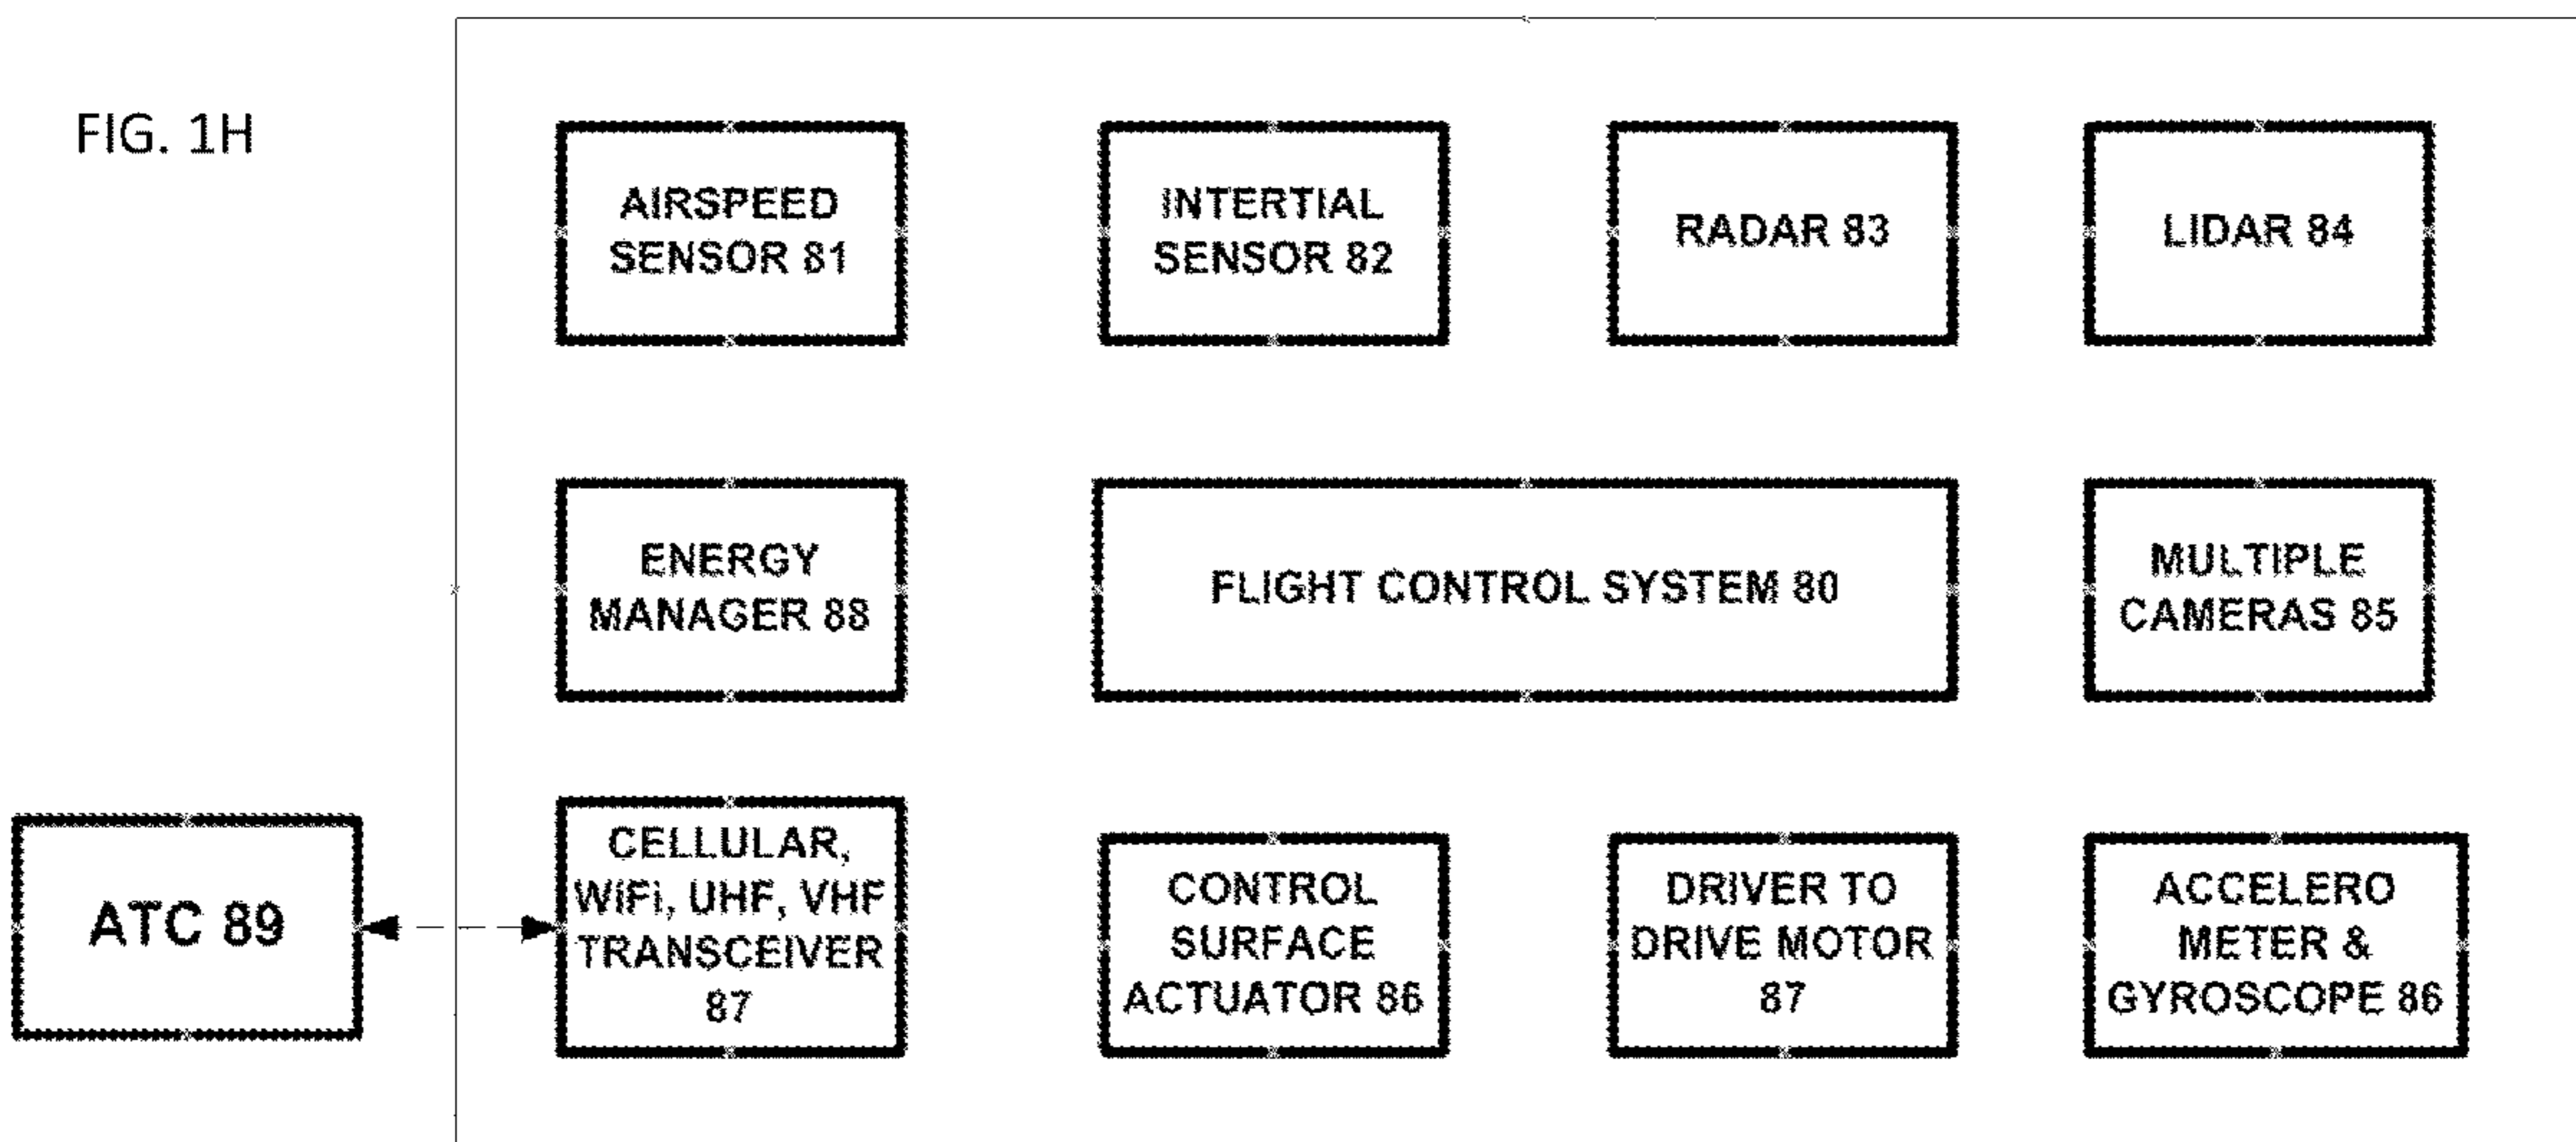 FIG. 1H
AIRSPEED
SENSOR 81
INTERTIAL
SENSOR 82
RADAR 83
LIDAR 84
ENERGY
MANAGER 88
FLIGHT CONTROL SYSTEM 80
MULTIPLE
CAMERAS 85
ATC 89
CELLULAR,
WiFi, UHF, VHF
TRANSCEIVER
87
CONTROL
SURFACE
ACTUATOR 86
DRIVER TO
DRIVE MOTOR
87
ACCELERO
METER &
GYROSCOPE 86